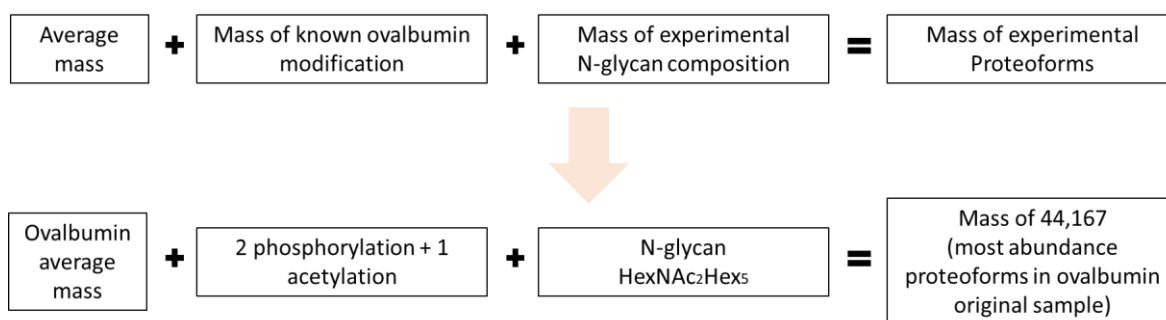 Average mass + Mass of known ovalbumin modification + Mass of experimental N-glycan composition = Mass of experimental Proteoforms
Ovalbumin average mass + 2 phosphorylation + 1 acetylation + N-glycan HexNAc₂Hex₅ = Mass of 44,167 (most abundance proteoforms in ovalbumin original sample)